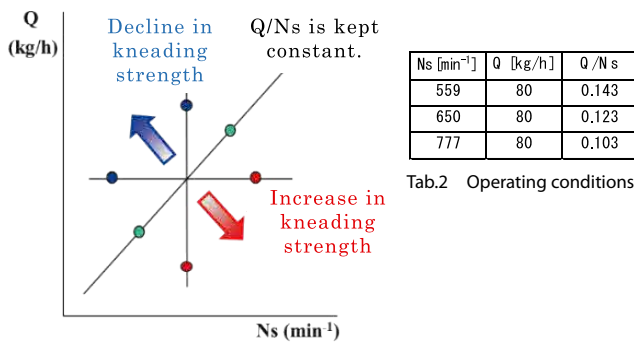 Q
(kg/h)
Decline in
kneading
strength
Q/Ns is kept
constant.
Increase in
kneading
strength
Ns (min⁻¹)
Ns [min⁻¹] Q [kg/h] Q/Ns
559 80 0.143
650 80 0.123
777 80 0.103
Tab.2 Operating conditions